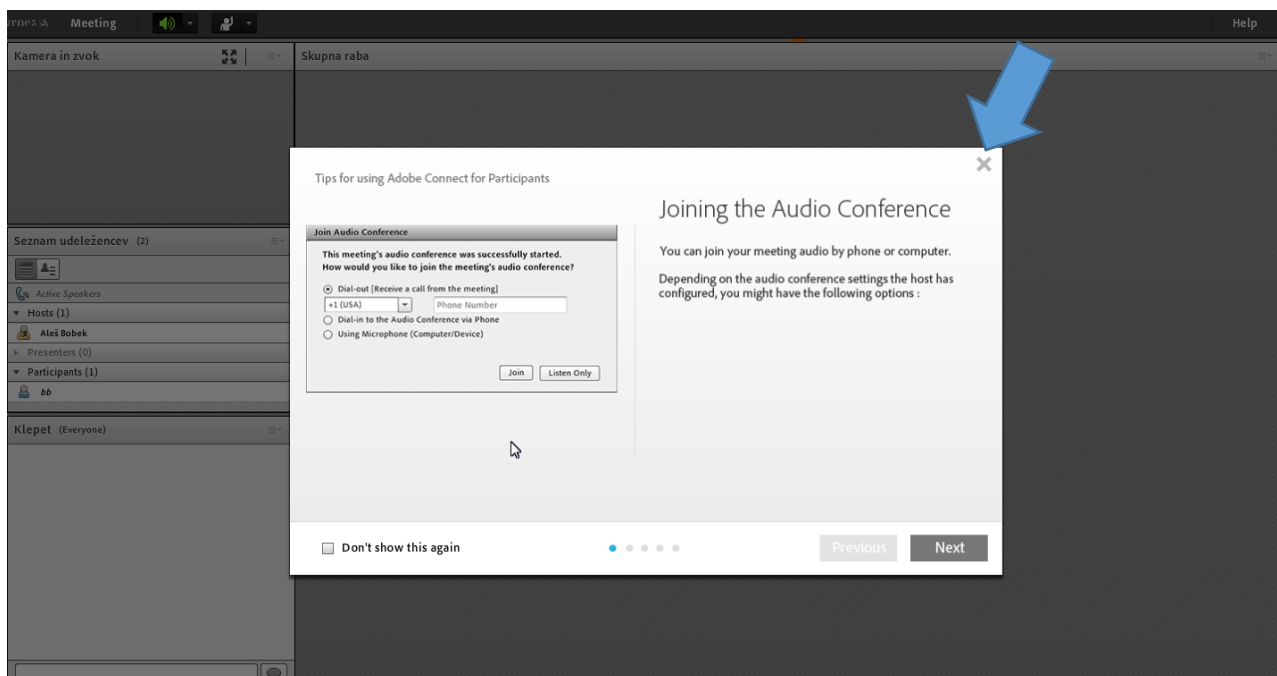 Meeting
Help
Kamera in zvok
Skupna raba
Tips for using Adobe Connect for Participants
Joining the Audio Conference
Join Audio Conference
This meeting's audio conference was successfully started.
How would you like to join the meeting's audio conference?
Dial-out [Receive a call from the meeting]
+1 (USA)
Phone Number
Dial-in to the Audio Conference via Phone
Using Microphone (Computer/Device)
Join
Listen Only
You can join your meeting audio by phone or computer.
Depending on the audio conference settings the host has
configured, you might have the following options :
Seznam udeležencev (2)
Active Speakers
Hosts (1)
Aleš Bobek
Presenters (0)
Participants (1)
bb
Klepet (Everyone)
Don't show this again
Previous
Next